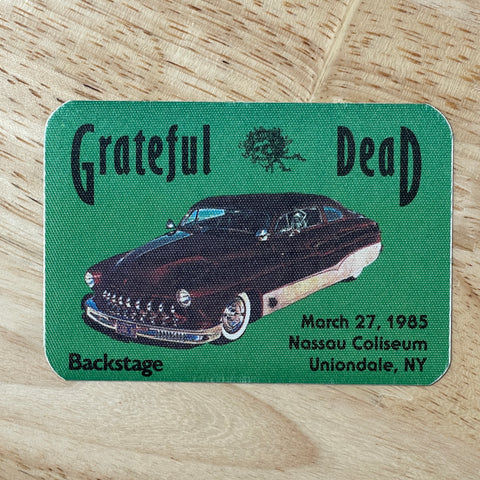 Grateful Dead
March 27, 1985
Nassau Coliseum
Backstage Uniondale, NY